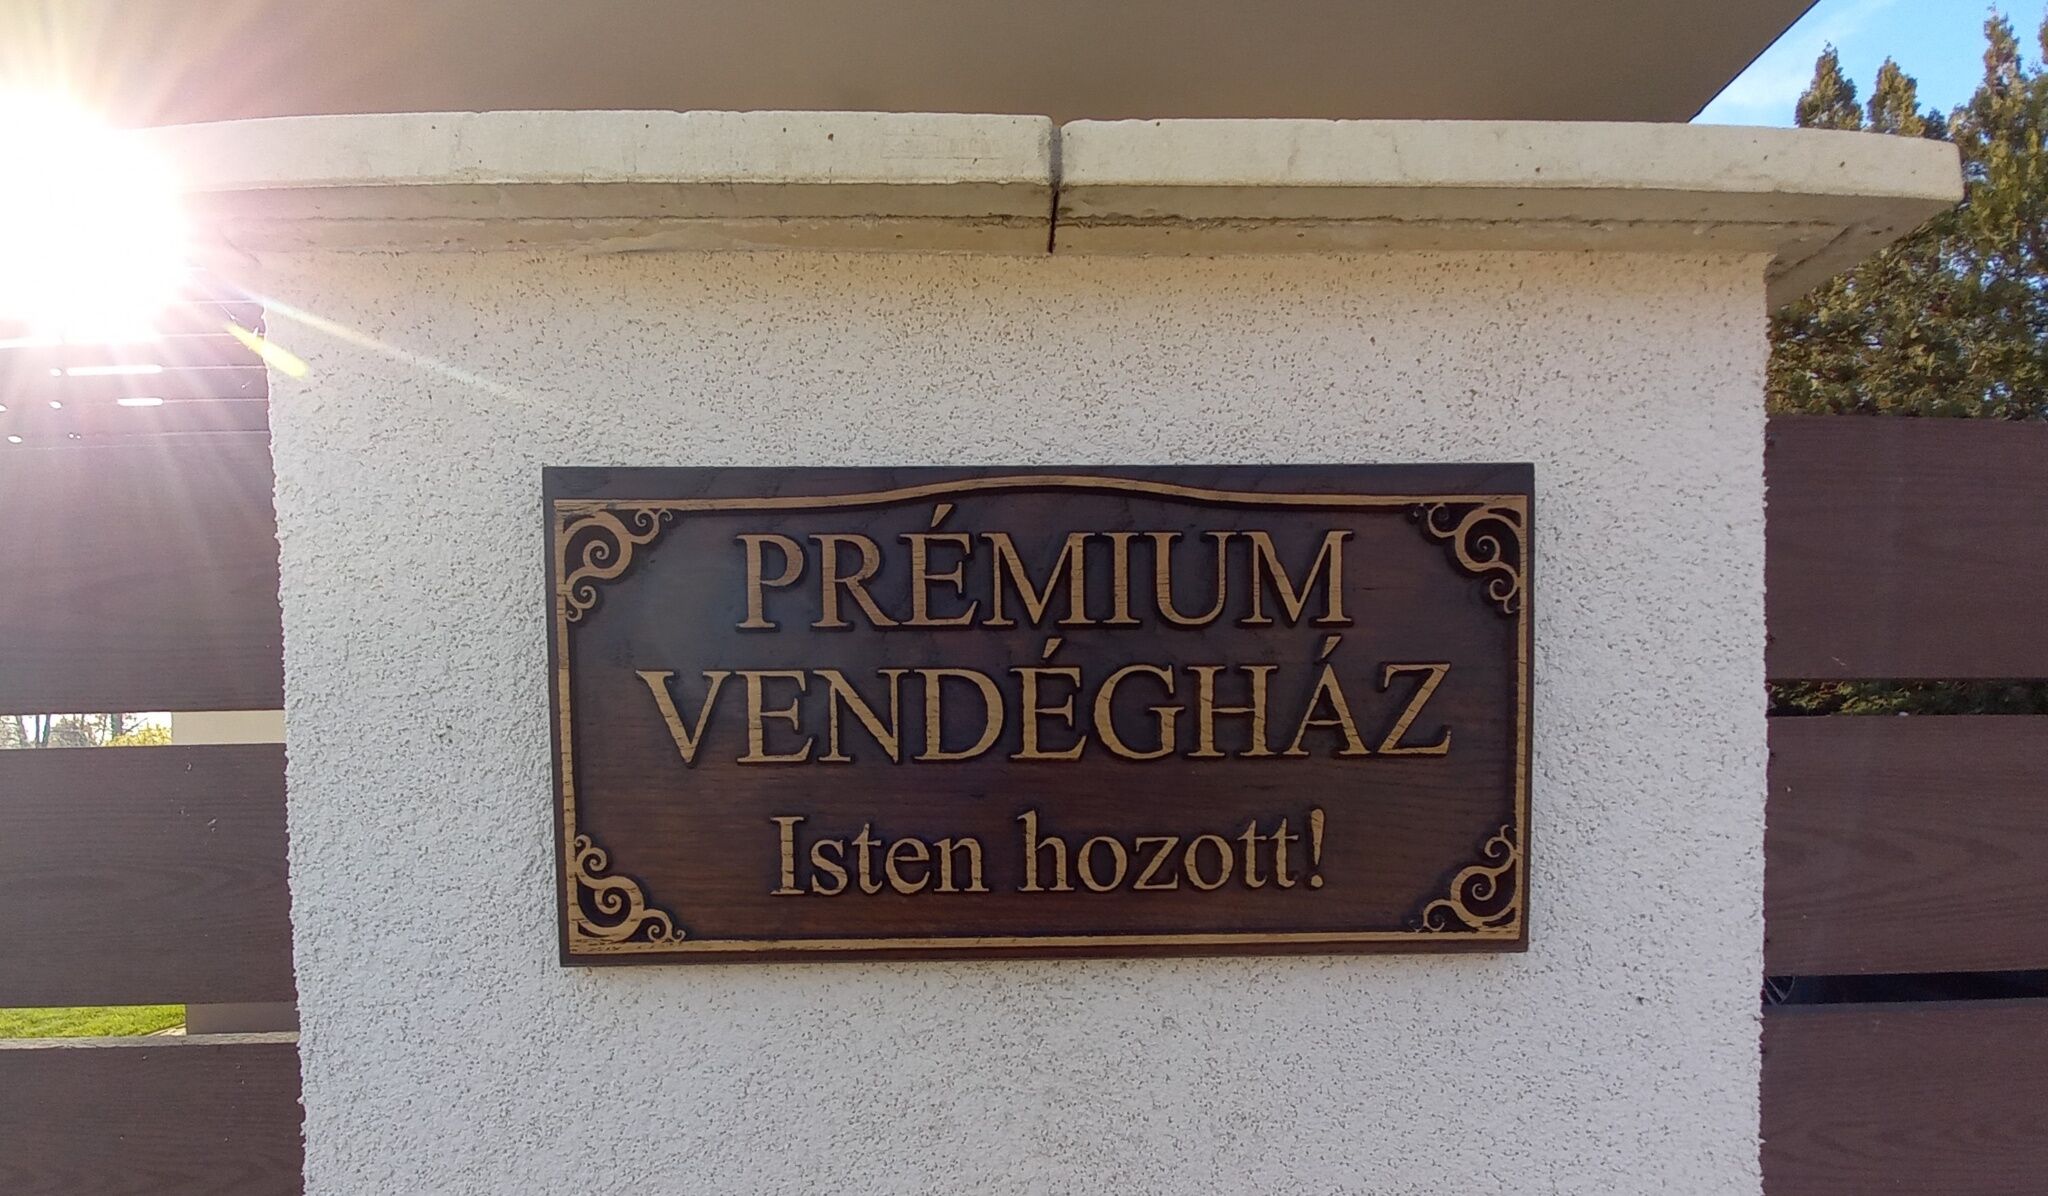 PRÉMIUM
VENDÉGHÁZ
Isten hozott!